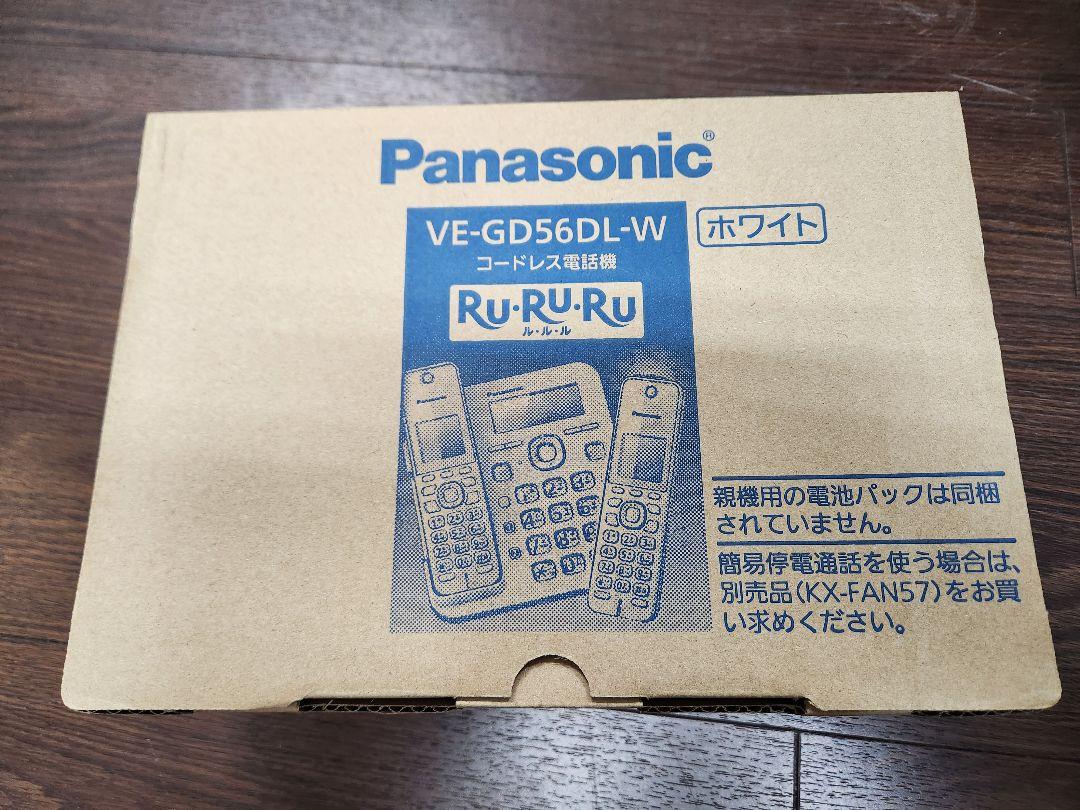 Panasonic®
VE-GD56DL-W
ホワイト
コードレス電話機
RU・RU・RU
ル・ル・ル
親機用の電池パックは同梱
されていません。
簡易停電通話を使う場合は、
別売品(KX-FAN57)をお買
い求めください。